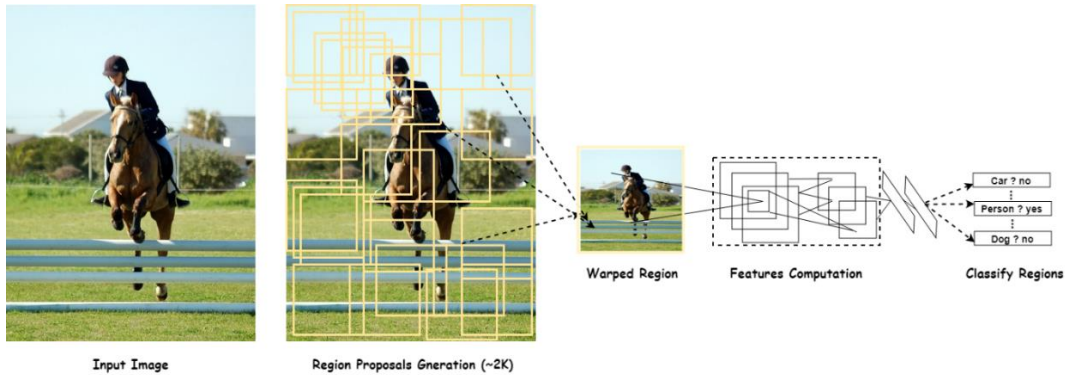 Car ? no
Person ? yes
Dog ? no
Warped Region
Features Computation
Classify Regions
Input Image
Region Proposals Gneration (~2K)